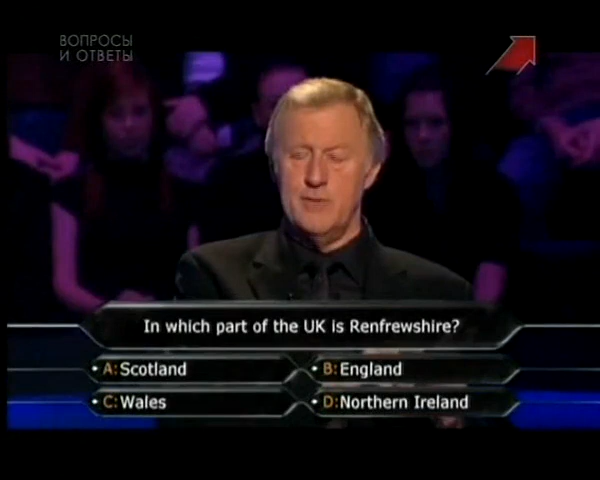 ВОПРОСЫ
И ОТВЕТЫ
In which part of the UK is Renfrewshire?
A: Scotland
B: England
C: Wales
D: Northern Ireland